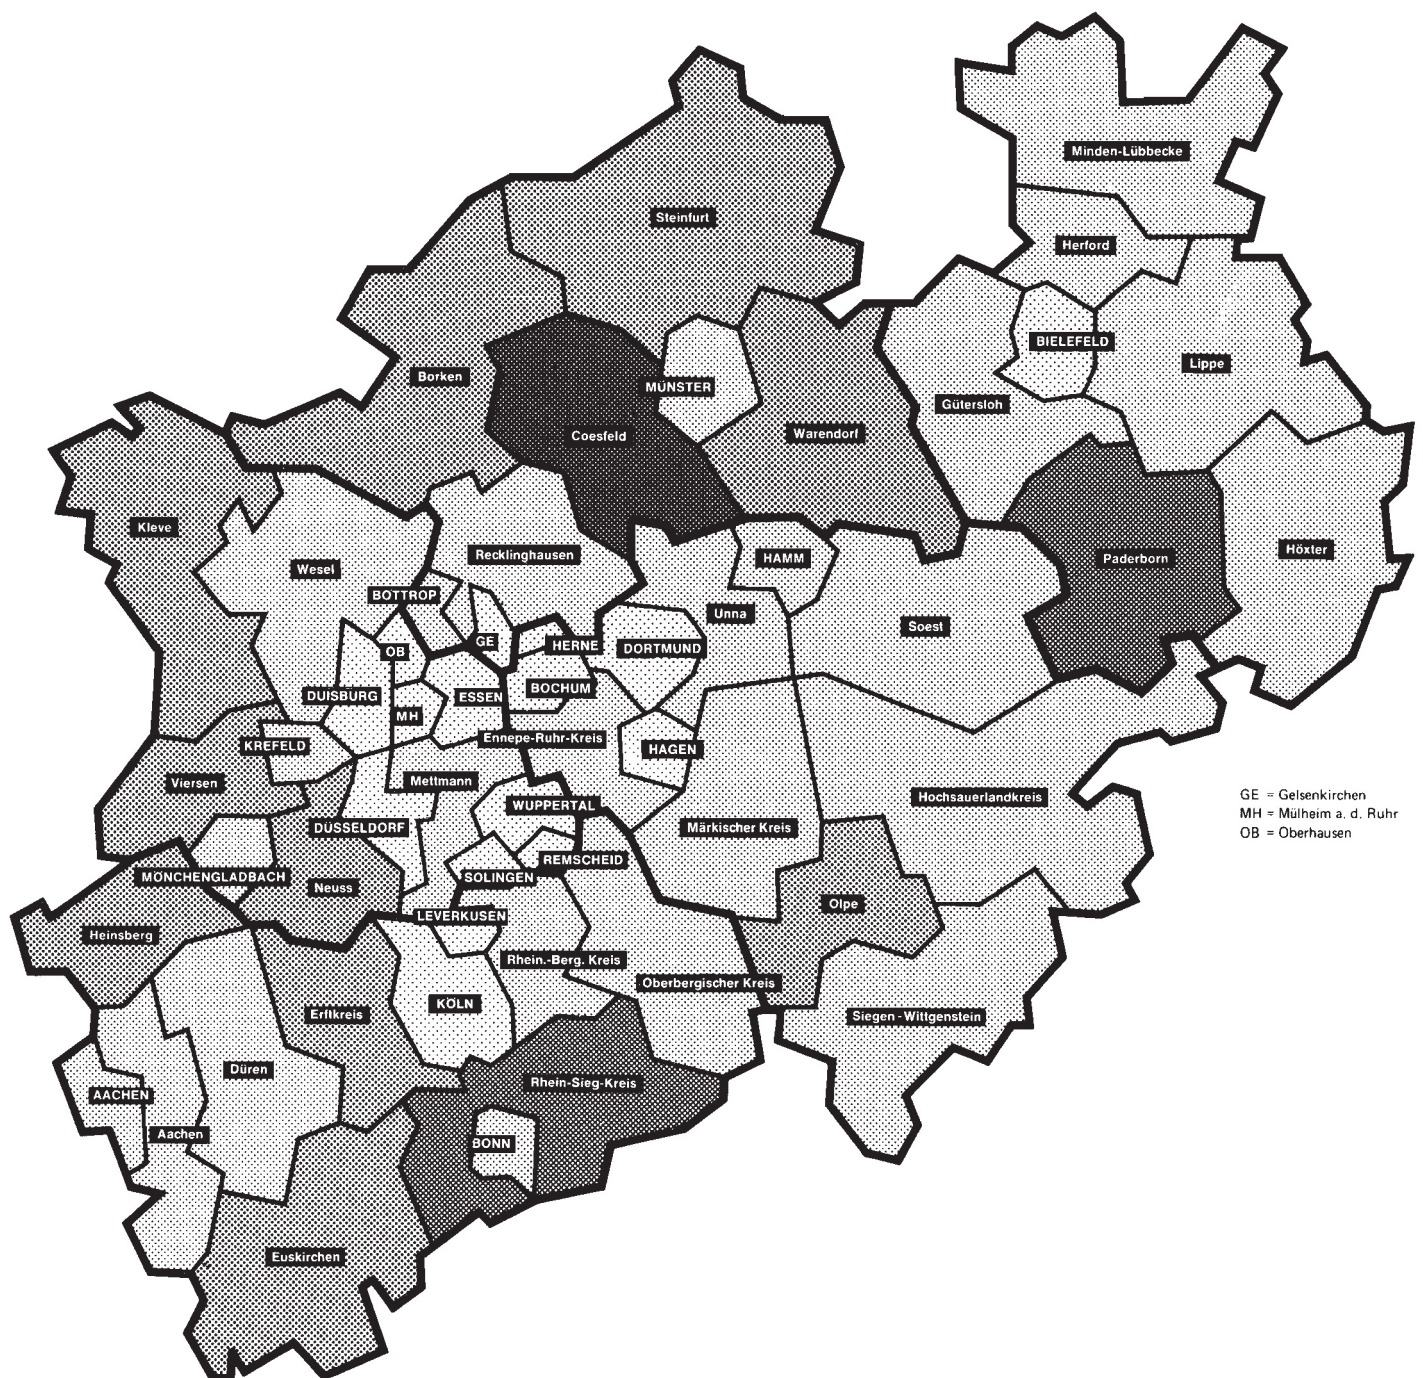 Minden-Lübbecke
Steinfurt
Herford
BIELEFELD
Lippe
Borken
MÜNSTER
Gütersloh
Coesfeld
Warendorf
Kleve
Recklinghausen
HAMM
Paderborn
Höxter
Wesel
BOTTROP
Unna
Soest
GE
HERNE
DORTMUND
OB
DUISBURG
ESSEN
BOCHUM
MH
KREFELD
Ennepe-Ruhr-Kreis
HAGEN
Viersen
Mettmann
Hochsauerlandkreis
GE = Gelsenkirchen
MH = Mülheim a. d. Ruhr
OB = Oberhausen
WUPPERTAL
DÜSSELDORF
Märkischer Kreis
REMSCHEID
MÖNCHENGLADBACH
Neuss
SOLINGEN
Olpe
LEVERKUSEN
Heinsberg
Rhein.-Berg. Kreis
Oberbergischer Kreis
KÖLN
Erftkreis
Siegen-Wittgenstein
Düren
Rhein-Sieg-Kreis
AACHEN
Aachen
BONN
Euskirchen